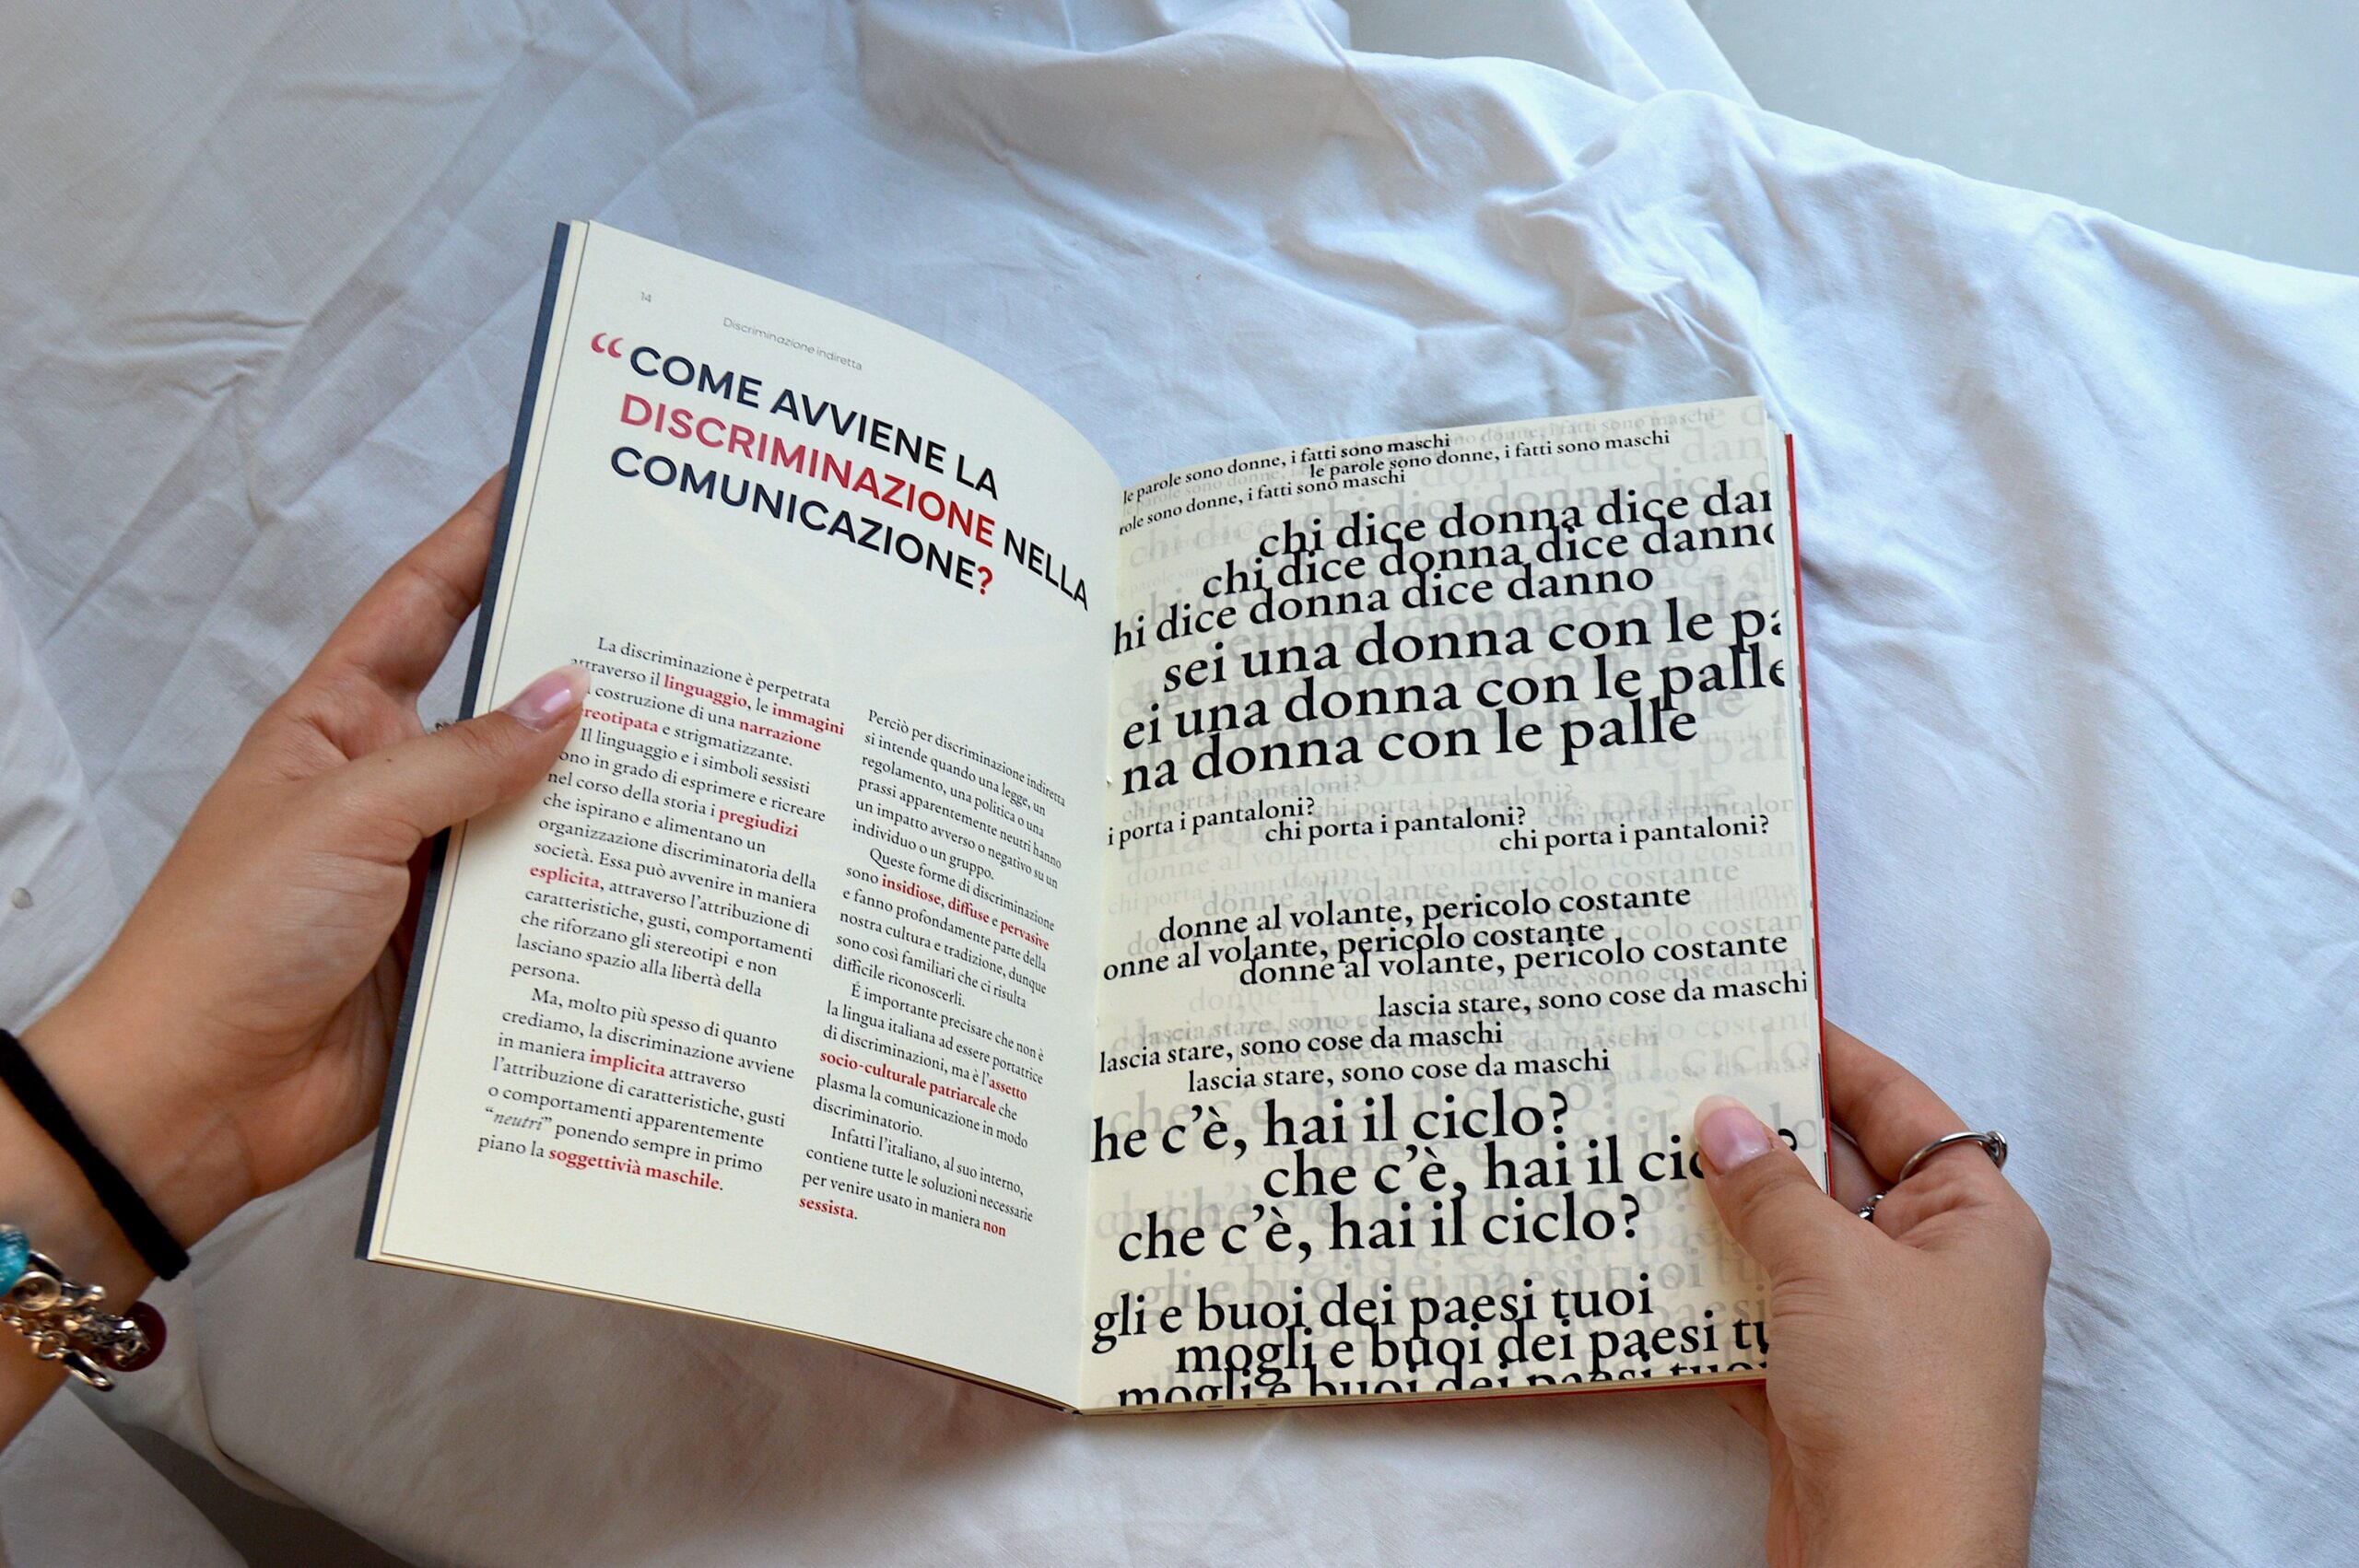 14
Discriminazione indiretta
“COME AVVIENE LA
DISCRIMINAZIONE NELLA
COMUNICAZIONE?
La discriminazione è perpetrata
attraverso il linguaggio, le immagini
costruzione di una narrazione
reotipata e strigmatizzante.
Il linguaggio e i simboli sessisti
ono in grado di esprimere e ricreare
nel corso della storia i pregiudizi
che ispirano e alimentano un
organizzazione discriminatoria della
società. Essa può avvenire in maniera
esplicita, attraverso l’attribuzione di
caratteristiche, gusti, comportamenti
che riforzano gli stereotipi e non
lasciano spazio alla libertà della
persona.
Ma, molto più spesso di quanto
crediamo, la discriminazione avviene
in maniera implicita attraverso
l’attribuzione di caratteristiche, gusti
o comportamenti apparentemente
“neutri” ponendo sempre in primo
piano la soggettivià maschile.
Perciò per discriminazione indiretta
si intende quando una legge, un
regolamento, una politica o una
prassi apparentemente neutri hanno
un impatto avverso o negativo su un
individuo o un gruppo.
Queste forme di discriminazione
sono insidiose, diffuse e pervasive
e fanno profondamente parte della
nostra cultura e tradizione, dunque
sono così familiari che ci risulta
difficile riconoscerli.
É importante precisare che non è
la lingua italiana ad essere portatrice
di discriminazioni, ma è l’assetto
socio-culturale patriarcale che
plasma la comunicazione in modo
discriminatorio.
Infatti l’italiano, al suo interno,
contiene tutte le soluzioni necessarie
per venire usato in maniera non
sessista.
le parole sono donne, i fatti sono maschi
le parole sono donne, i fatti sono maschi
role sono donne, i fatti sono maschi
chi dice donna dice dan
chi dice donna dice danno
hi dice donna dice danno
sei una donna con le pa
ei una donna con le palle
na donna con le palle
i porta i pantaloni?
chi porta i pantaloni?
chi porta i pantaloni?
donne al volante, pericolo costante
onne al volante, pericolo costante
donne al volante, pericolo costante
lascia stare, sono cose da maschi
lascia stare, sono cose da maschi
lascia stare, sono cose da maschi
he c’è, hai il ciclo?
che c’è, hai il cic
che c’è, hai il ciclo?
gli e buoi dei paesi tuoi
mogli e buoi dei paesi tu
mogli e buoi dei paesi tuoi